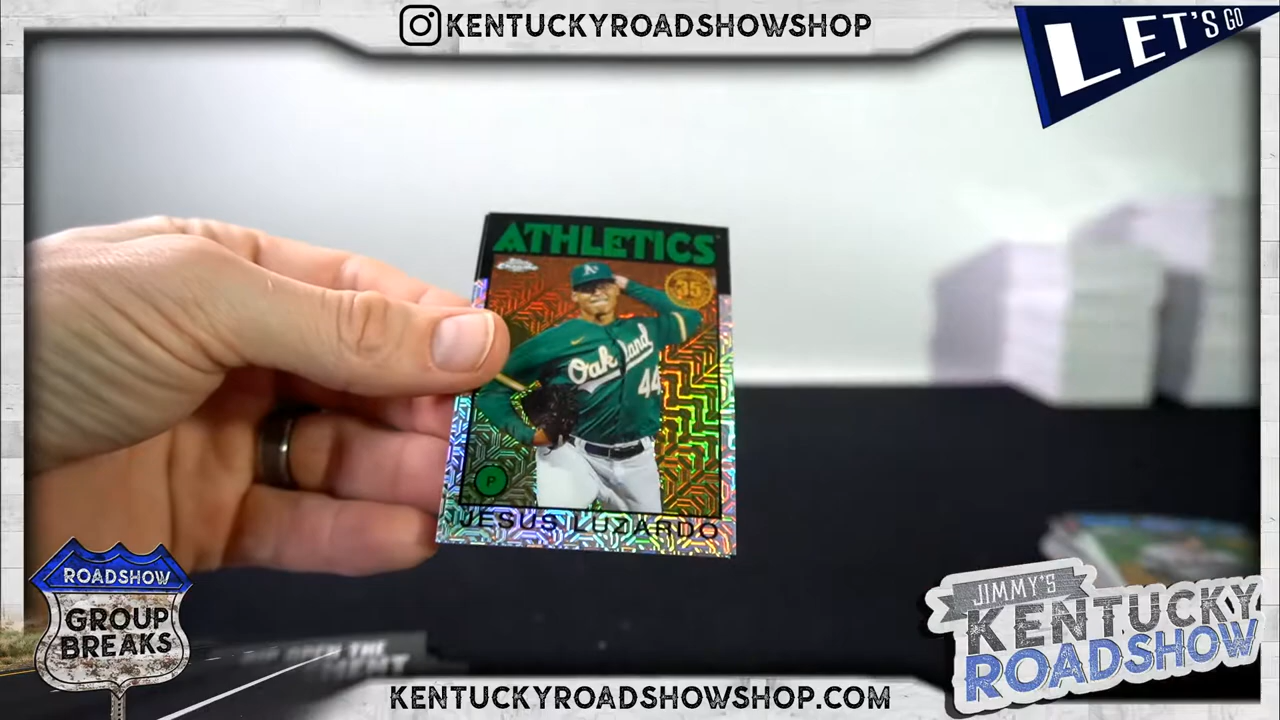 KENTUCKYROADSHOWSHOP
LET'S GO
ATHLETICS
35
Oakland
44
P
JESUS LUZARDO
ROADSHOW
GROUP
BREAKS
JIMMY'S
KENTUCKY
ROADSHOW
KENTUCKYROADSHOWSHOP.COM